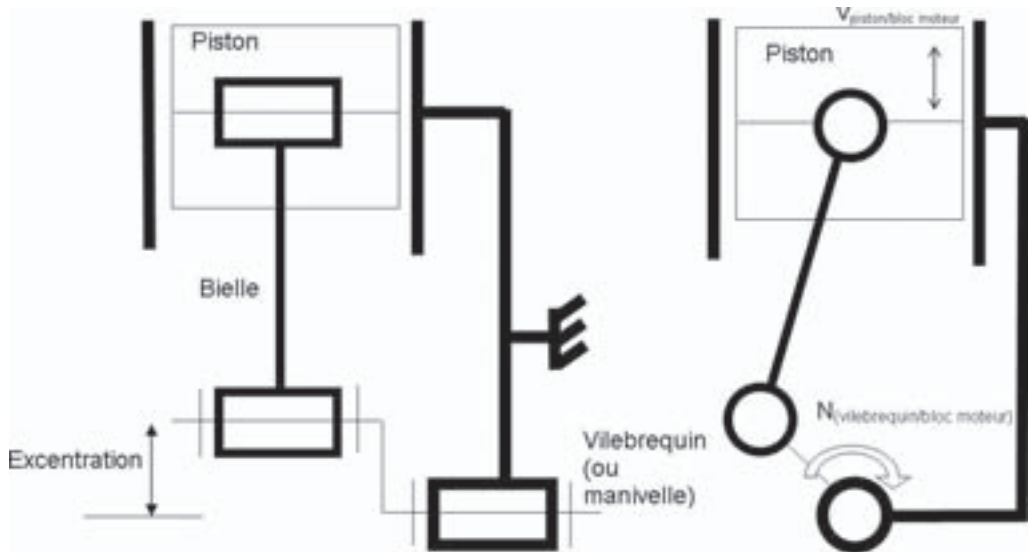 Piston
Bielle
Excentration
Vilebrequin
(ou
manivelle)
V piston/bloc moteur
Piston
N(vilebrequin/bloc moteur)